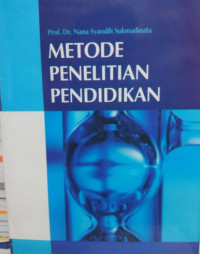 Prof. Dr. Nana Syaodih Sukmadinata
METODE
PENELITIAN
PENDIDIKAN